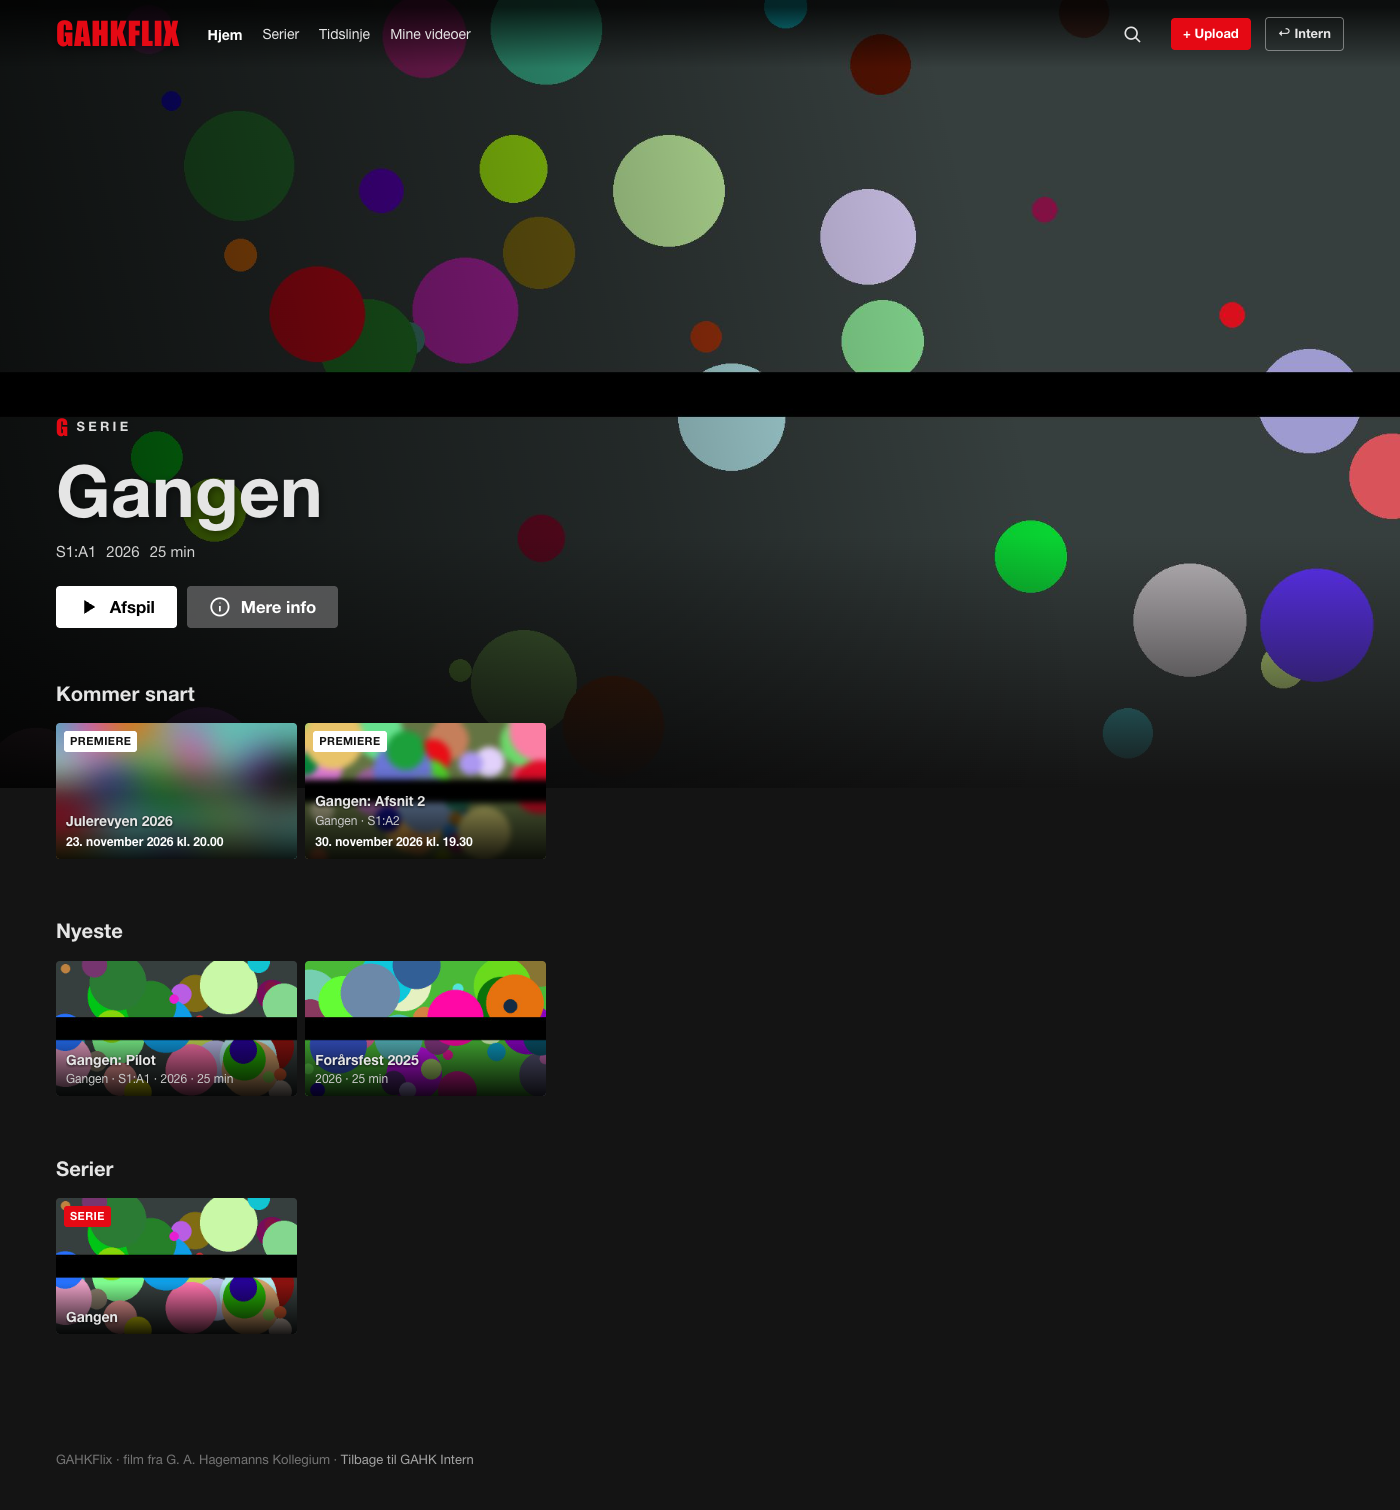 GAHKFLIX Hjem Serier Tidslinje Mine videoer + Upload ↩ Intern
G SERIE
Gangen
S1:A1 2026 25 min
Afspil Mere info
Kommer snart
PREMIERE
Julerevyen 2026
23. november 2026 kl. 20.00
PREMIERE
Gangen: Afsnit 2
Gangen · S1:A2
30. november 2026 kl. 19.30
Nyeste
Gangen: Pilot
Gangen · S1:A1 · 2026 · 25 min
Forårsfest 2025
2026 · 25 min
Serier
SERIE
Gangen
GAHKFlix · film fra G. A. Hagemanns Kollegium · Tilbage til GAHK Intern